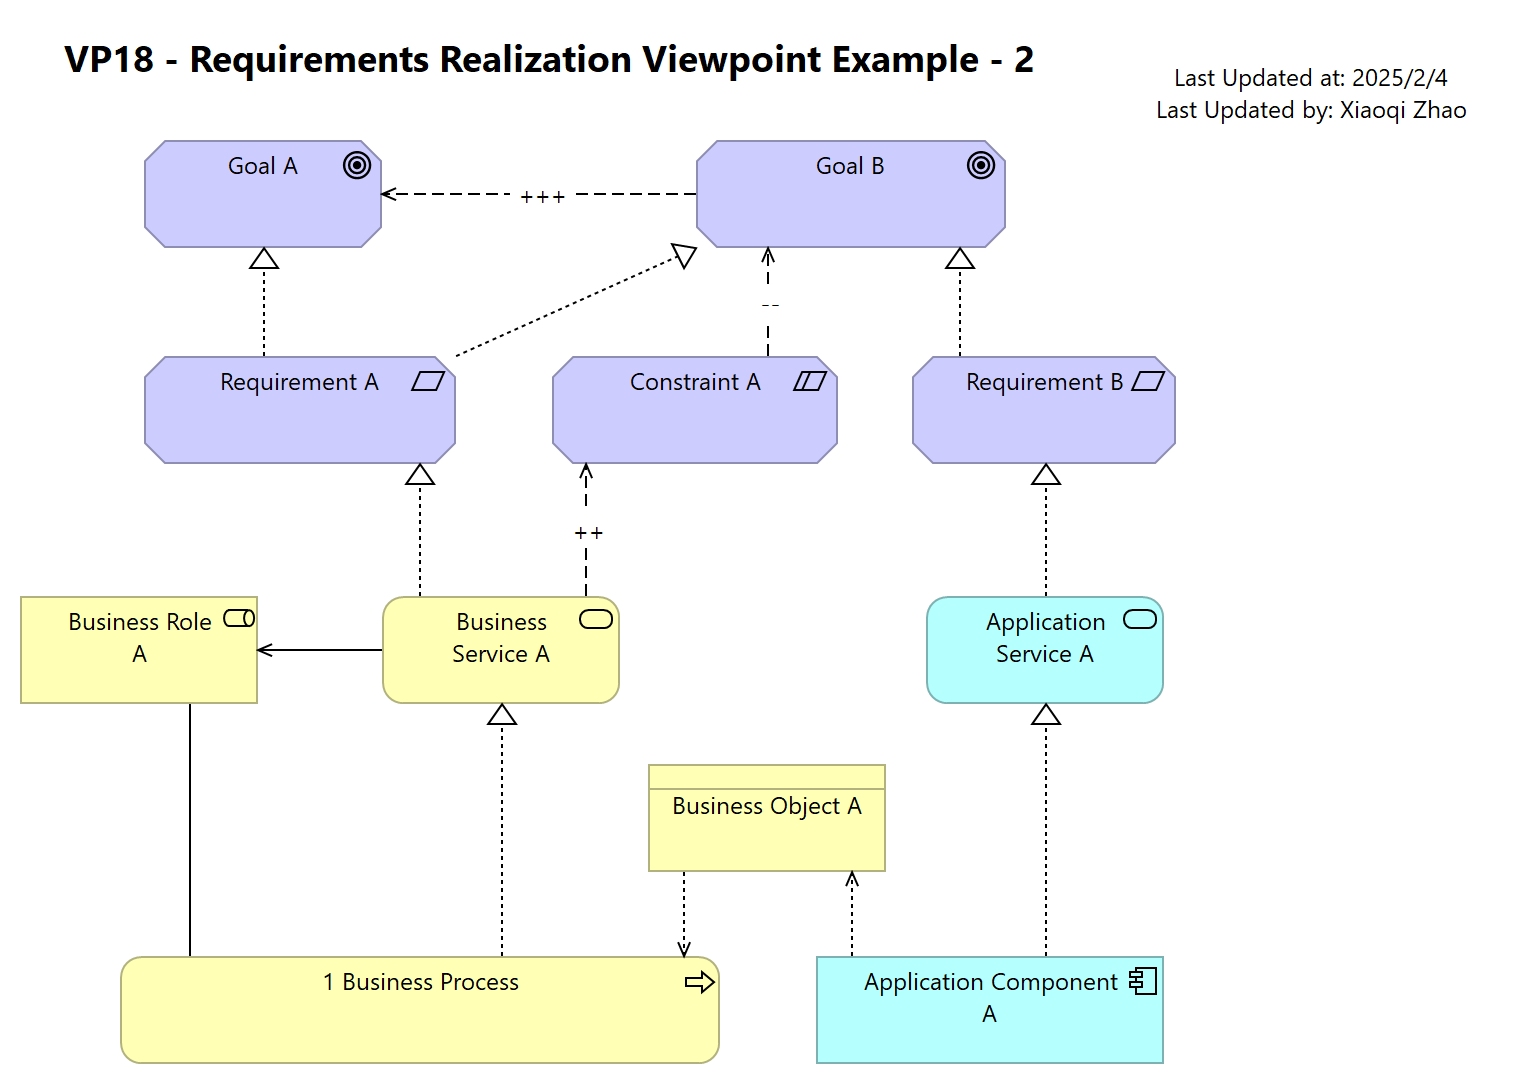 VP18 - Requirements Realization Viewpoint Example - 2
Last Updated at: 2025/2/4
Last Updated by: Xiaoqi Zhao
Goal A
Goal B
+++
--
Requirement A
Constraint A
Requirement B
++
Business Role
A
Business
Service A
Application
Service A
Business Object A
1 Business Process
Application Component
A